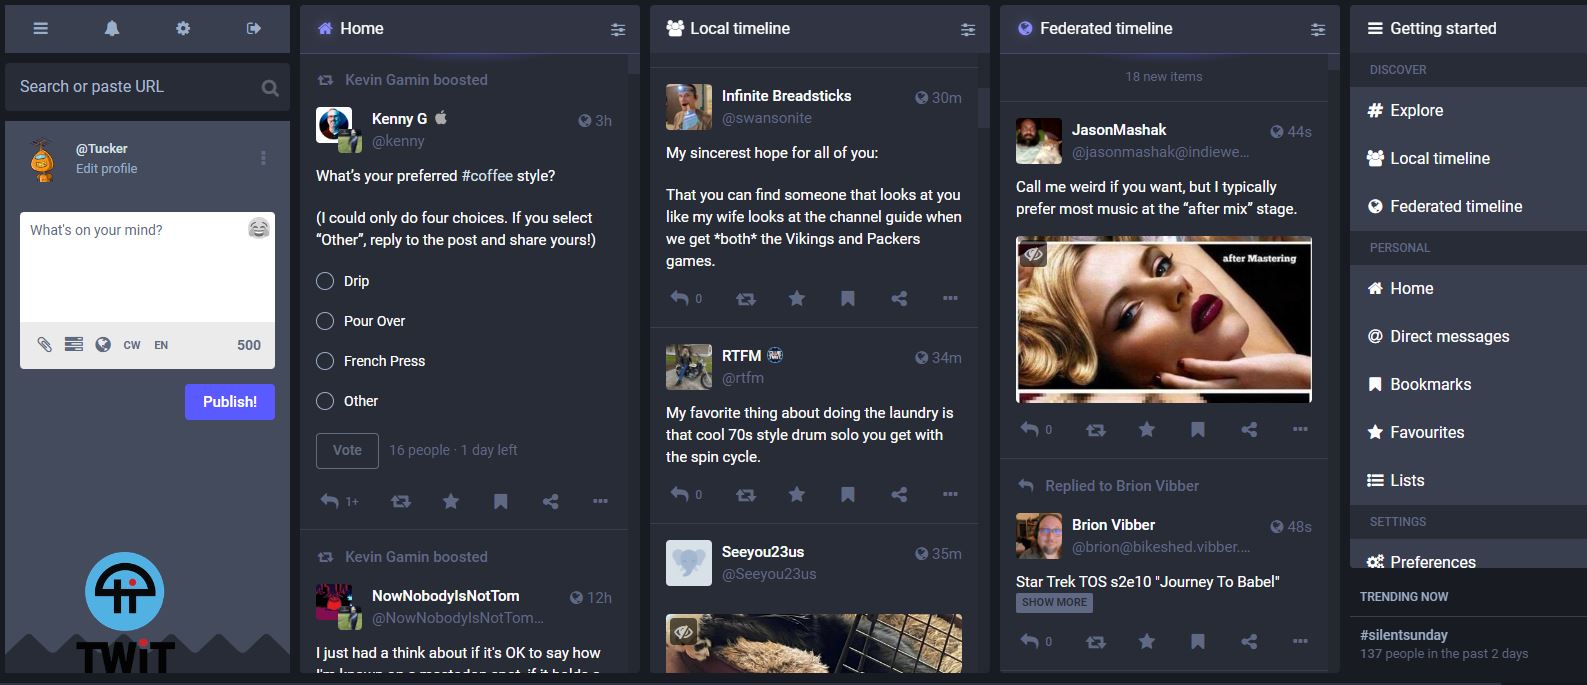 Search or paste URL
@Tucker
Edit profile
What's on your mind?
CW EN 500
Publish!
TWiT
Home
Kevin Gamin boosted
Kenny G
3h
@kenny
What's your preferred #coffee style?
(I could only do four choices. If you select
“Other”, reply to the post and share yours!)
Drip
Pour Over
French Press
Other
Vote
16 people · 1 day left
1+
Kevin Gamin boosted
NowNobodyIsNotTom
12h
@NowNobodyIsNotTom...
I just had a think about if it's OK to say how
Local timeline
Infinite Breadsticks
30m
@swansonite
My sincerest hope for all of you:
That you can find someone that looks at you
like my wife looks at the channel guide when
we get *both* the Vikings and Packers
games.
0
RTFM
34m
@rtfm
My favorite thing about doing the laundry is
that cool 70s style drum solo you get with
the spin cycle.
0
Seeyou23us
35m
@Seeyou23us
Federated timeline
18 new items
JasonMashak
44s
@jasonmashak@indiewe...
Call me weird if you want, but I typically
prefer most music at the “after mix” stage.
after Mastering
0
Replied to Brion Vibber
Brion Vibber
48s
@brion@bikeshed.vibber....
Star Trek TOS s2e10 "Journey To Babel"
SHOW MORE
0
Getting started
DISCOVER
Explore
Local timeline
Federated timeline
PERSONAL
Home
Direct messages
Bookmarks
Favourites
Lists
SETTINGS
Preferences
TRENDING NOW
#silentsunday
137 people in the past 2 days